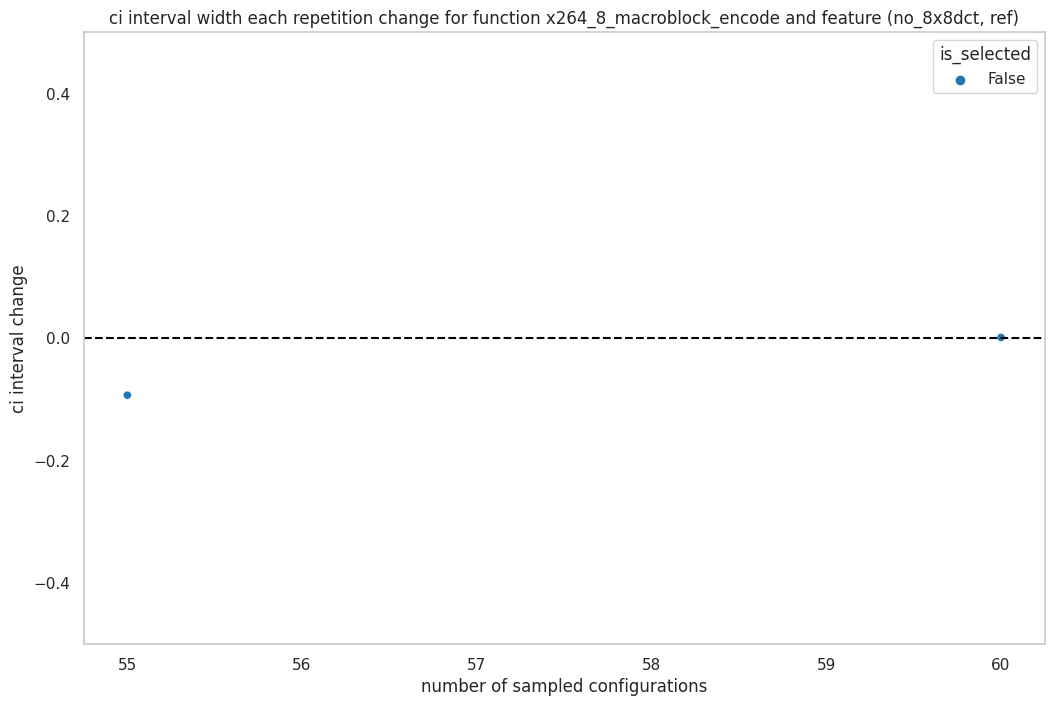 ci interval width each repetition change for function x264_8_macroblock_encode and feature (no_8x8dct, ref)
is_selected
False
0.4
0.2
0.0
−0.2
−0.4
ci interval change
55 56 57 58 59 60
number of sampled configurations